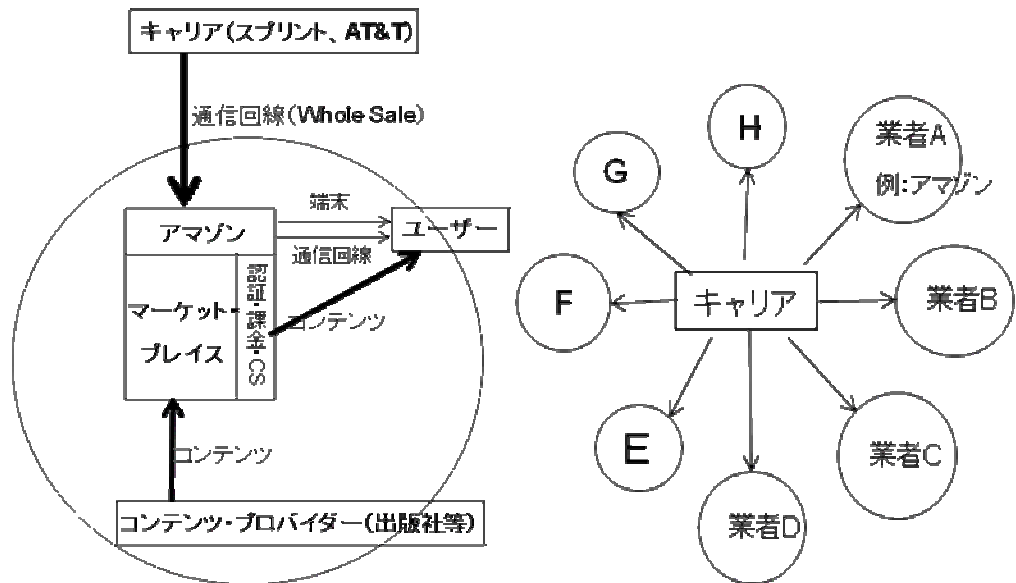 キャリア(スプリント、AT&T)
通信回線(Whole Sale)
アマゾン
端末
通信回線
ユーザー
マーケット・
プレイス
認証・課金・CS
コンテンツ
コンテンツ
コンテンツ・プロバイダー(出版社等)
キャリア
H
業者A
例:アマゾン
業者B
業者C
業者D
E
F
G